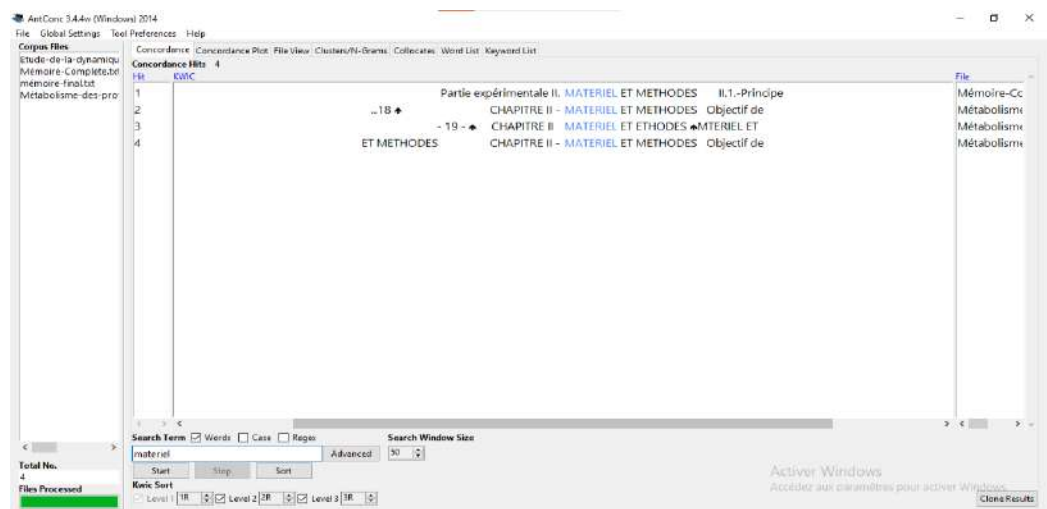 AntConc 3.4.4w (Windows) 2014
File Global Settings Tool Preferences Help
Corpus Files
Etude-de-la-dynamiqu
Mémoire-Complete.txt
mémoire-final.txt
Métabolisme-des-pro
Concordance Concordance Plot File View Clusters/N-Grams Collocates Word List Keyword List
Concordance Hits 4
Hit KWIC File
1 Partie expérimentale II. MATERIEL ET METHODES II.1.-Principe Mémoire-Co
2 ..18 CHAPITRE II - MATERIEL ET METHODES Objectif de Métabolisme
3 - 19 - CHAPITRE II MATERIEL ET ETHODES MTERIEL ET Métabolisme
4 ET METHODES CHAPITRE II - MATERIEL ET METHODES Objectif de Métabolisme
Search Term Words Case Regex Search Window Size
materiel Advanced 50
Start Stop Sort
Kwic Sort
Level 1 1R Level 2 2R Level 3 3R
Total No.
4
Files Processed
Activer Windows
Accédez aux paramètres pour activer Windows.
Clone Results